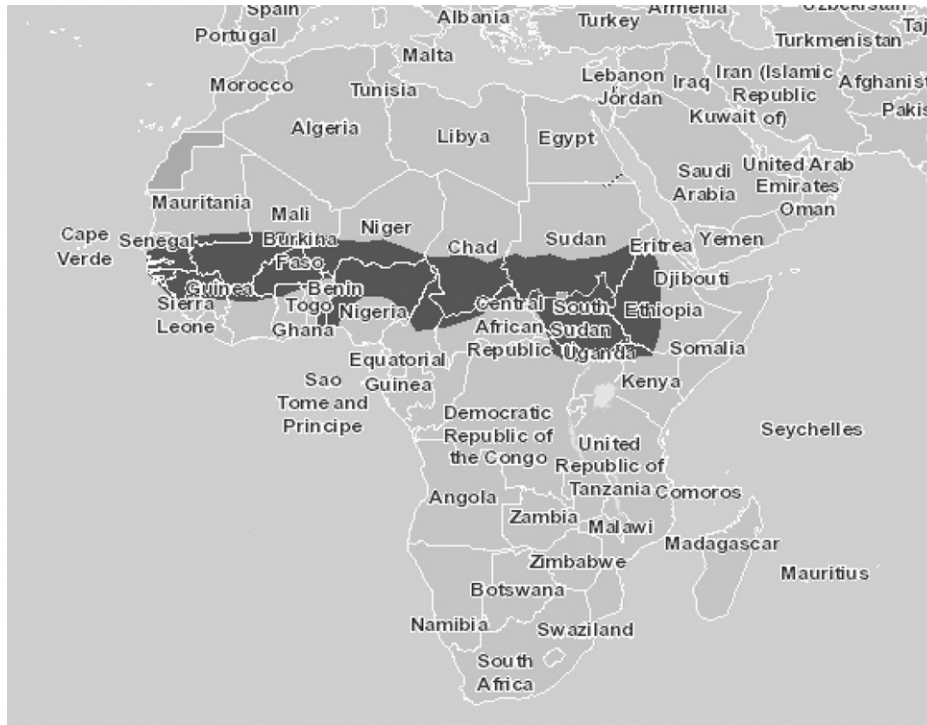 Spain
Portugal
Albania
Turkey
Armenia
Turkmenistan
Malta
Morocco
Tunisia
Lebanon
Jordan
Iraq
Iran (Islamic
Republic
of)
Kuwait
Algeria
Libya
Egypt
Saudi
Arabia
United Arab
Emirates
Oman
Mauritania
Mali
Niger
Cape
Verde
Senegal
Burkina
Faso
Chad
Sudan
Eritrea
Yemen
Djibouti
Guinea
Benin
Sierra
Leone
Togo
Ghana
Nigeria
Central
African
Republic
South
Sudan
Ethiopia
Somalia
Uganda
Equatorial
Guinea
Kenya
Sao
Tome and
Principe
Democratic
Republic of
the Congo
United
Republic of
Tanzania
Seychelles
Angola
Comoros
Zambia
Malawi
Madagascar
Zimbabwe
Mauritius
Botswana
Namibia
Swaziland
South
Africa